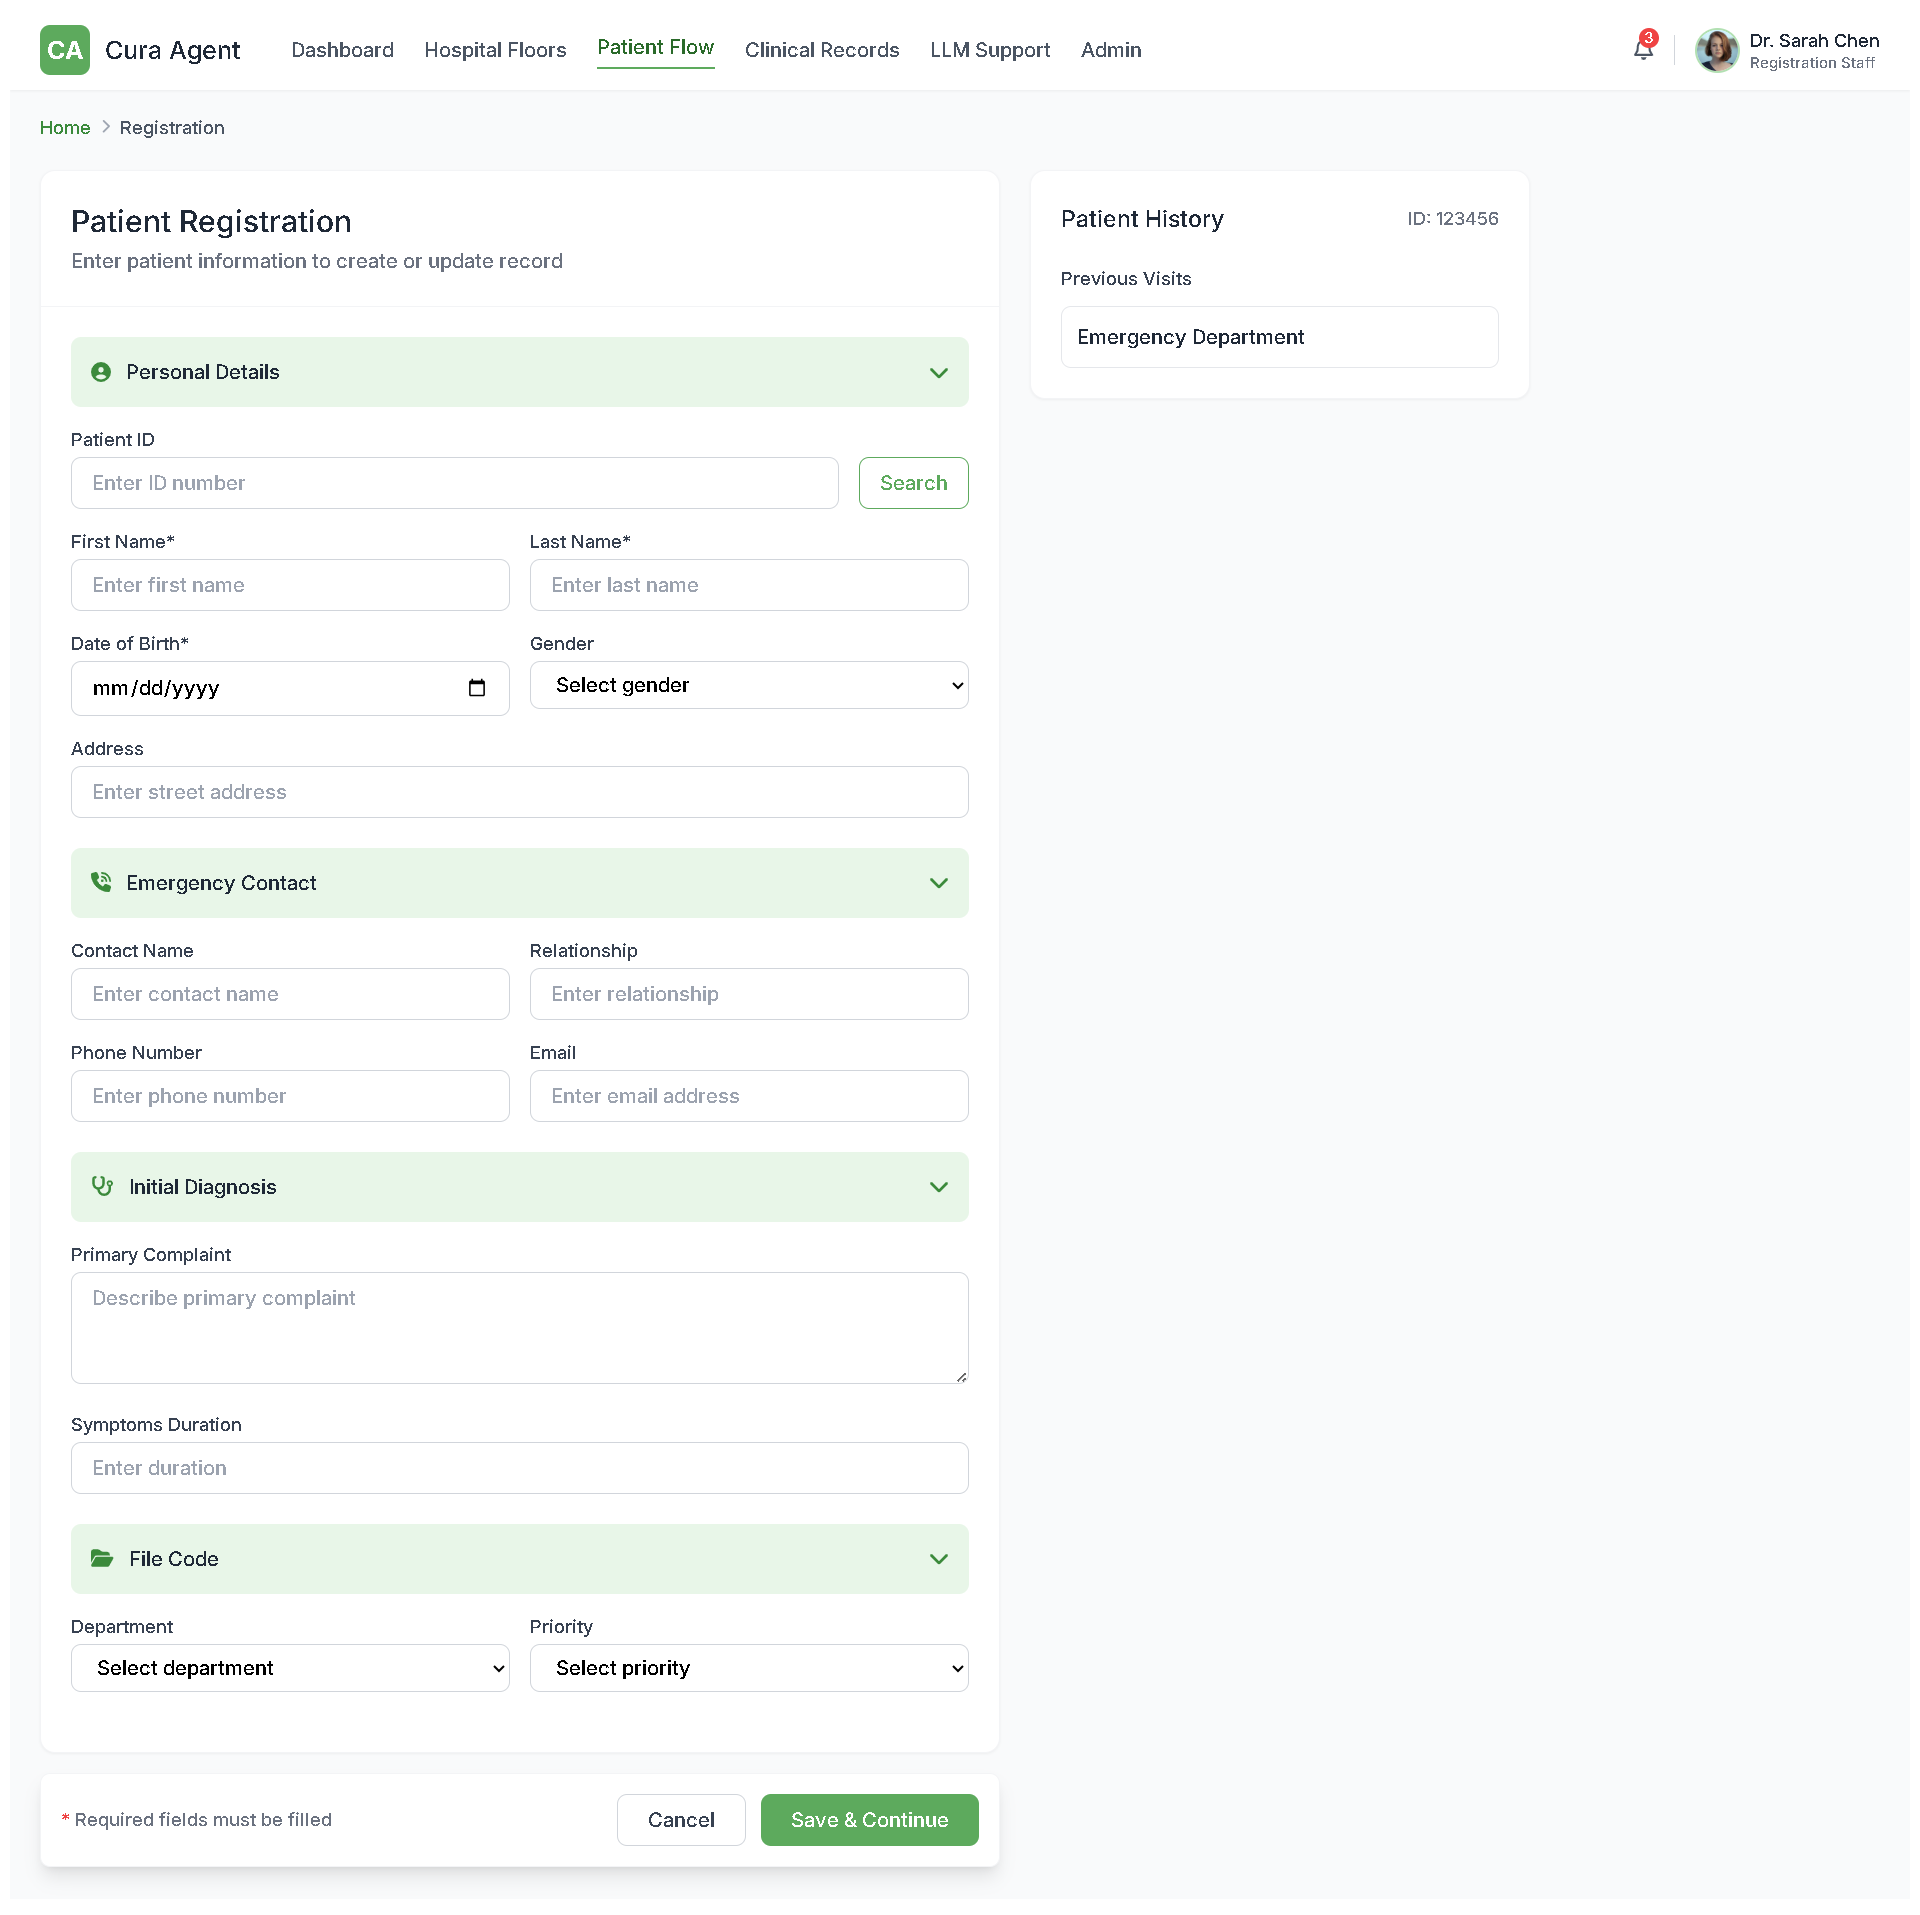 CA Cura Agent Dashboard Hospital Floors Patient Flow Clinical Records LLM Support Admin 3 Dr. Sarah Chen
Registration Staff
Home Registration
Patient Registration
Enter patient information to create or update record
Personal Details
Patient ID
Enter ID number Search
First Name* Last Name*
Enter first name Enter last name
Date of Birth* Gender
mm/dd/yyyy Select gender
Address
Enter street address
Emergency Contact
Contact Name Relationship
Enter contact name Enter relationship
Phone Number Email
Enter phone number Enter email address
Initial Diagnosis
Primary Complaint
Describe primary complaint
Symptoms Duration
Enter duration
File Code
Department Priority
Select department Select priority
* Required fields must be filled Cancel Save & Continue
Patient History ID: 123456
Previous Visits
Emergency Department